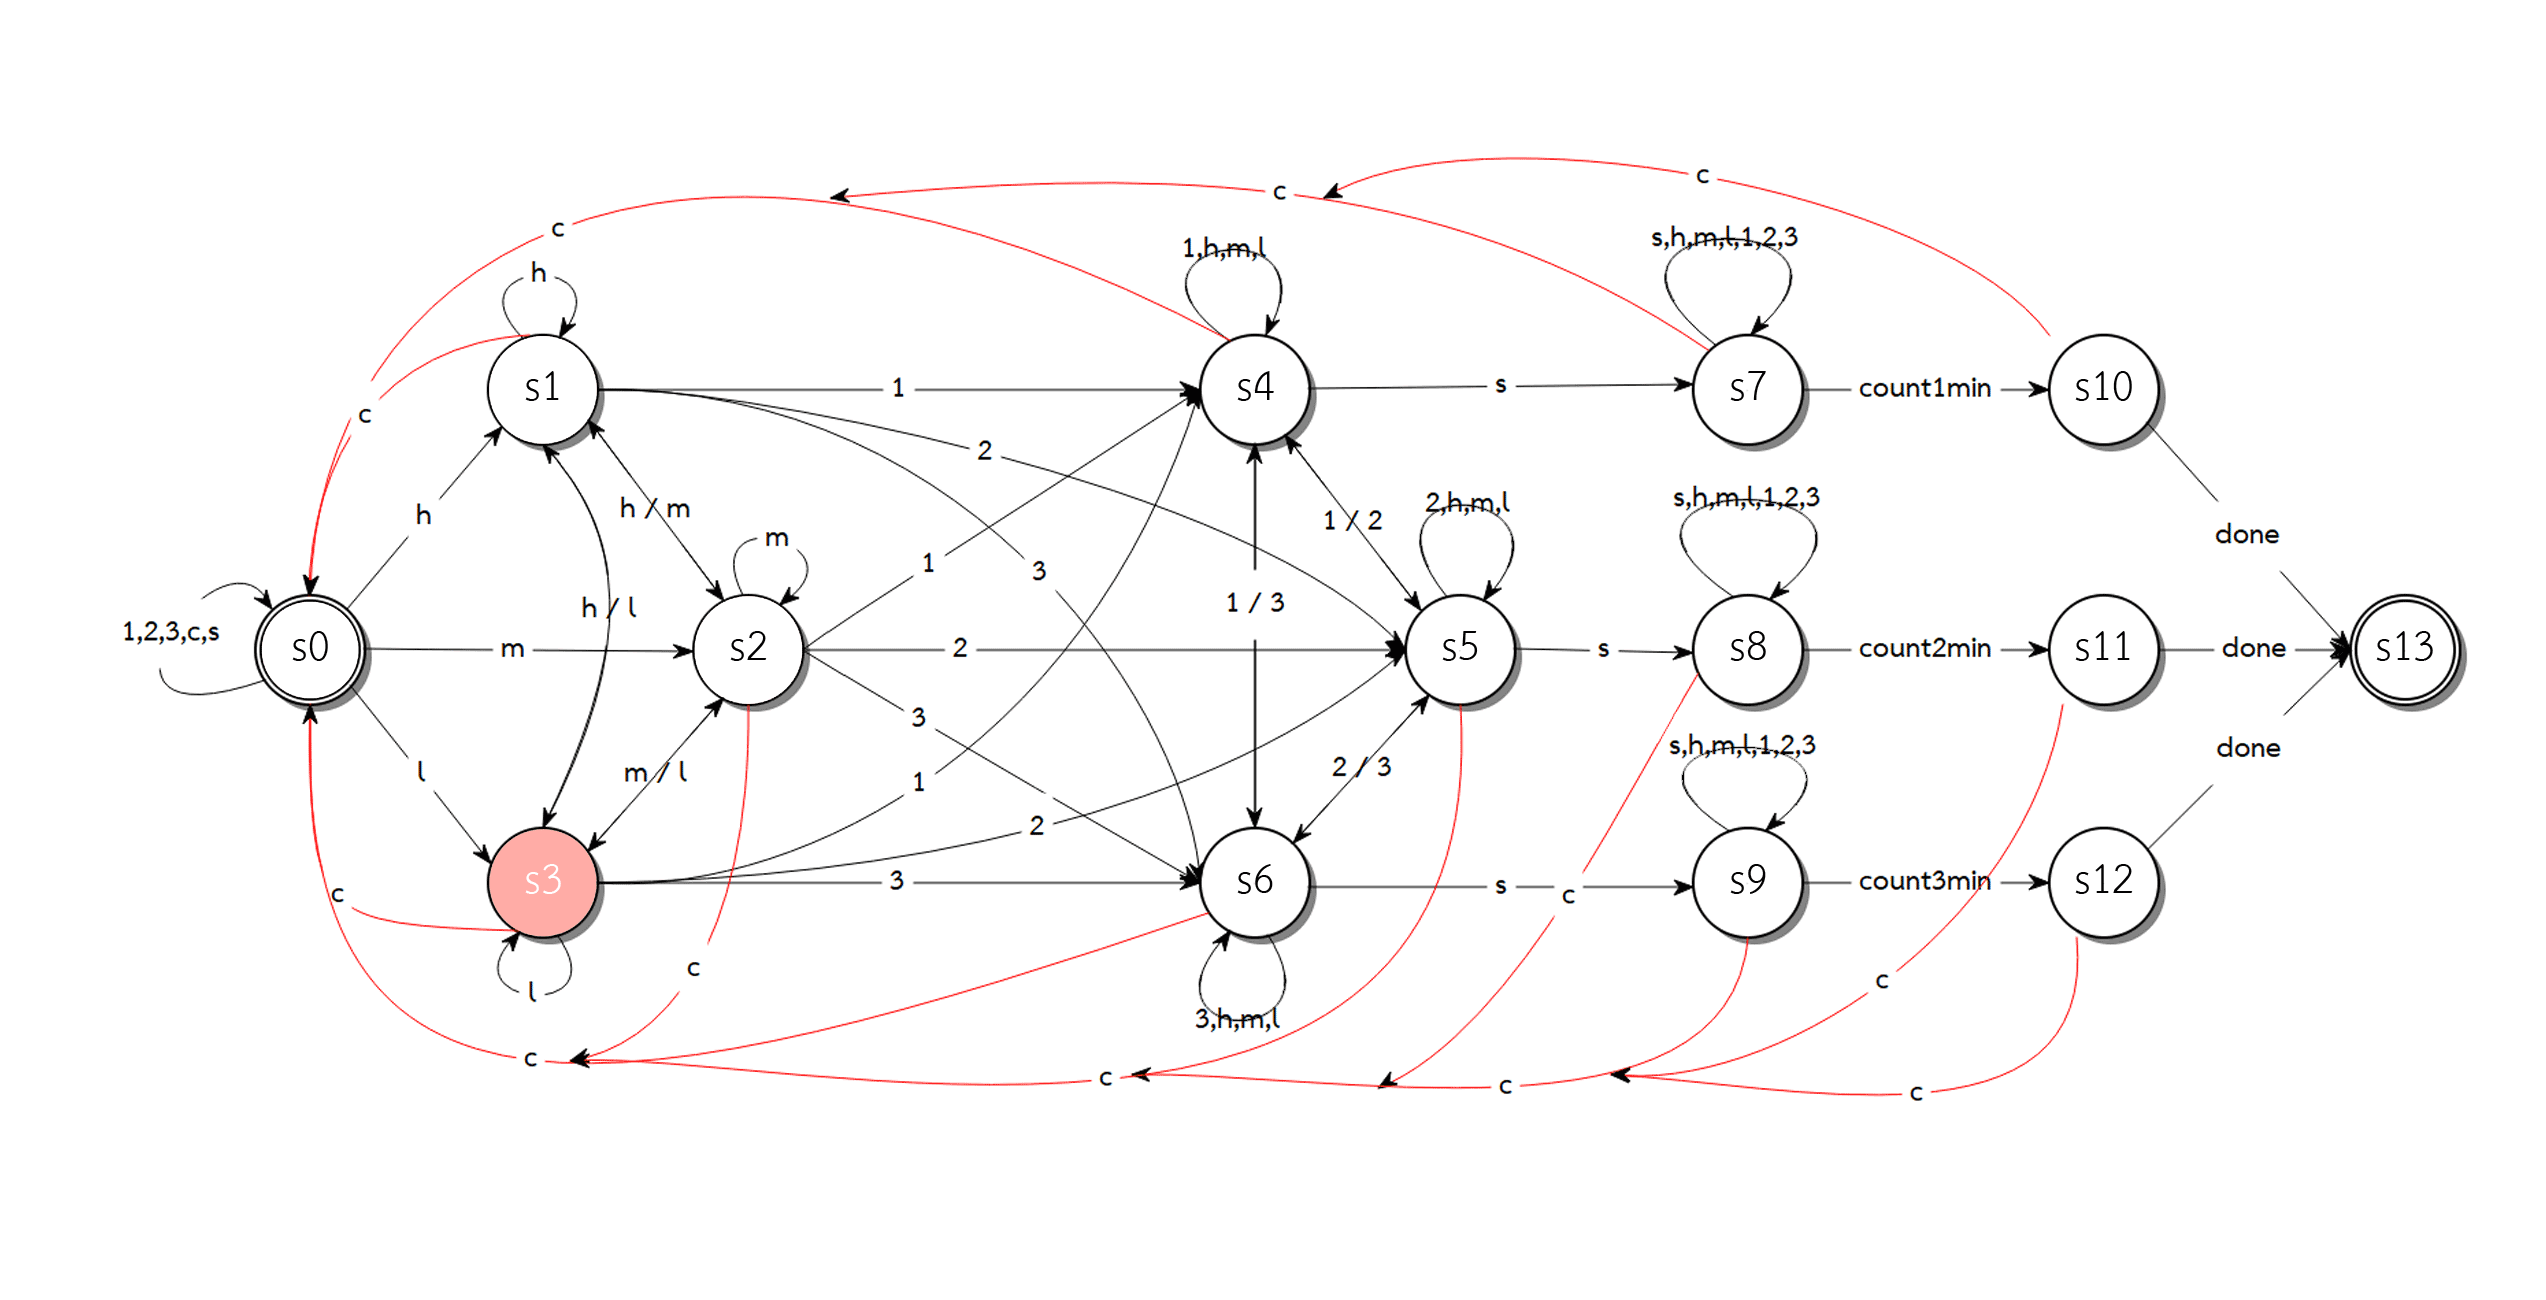 c
c
c
s,h,m,l,1,2,3
1,h,m,l
h
s1
1
s4
s
s7
count1min
s10
c
2
h
h / m
1 / 2
2,h,m,l
s,h,m,l,1,2,3
done
m
1
3
1 / 3
h / l
1,2,3,c,s
s0
m
s2
2
s5
s
s8
count2min
s11
done
s13
3
l
m / l
1
2 / 3
s,h,m,l,1,2,3
done
2
c
s3
3
s6
s
c
s9
count3min
s12
c
c
l
3,h,m,l
c
c
c
c